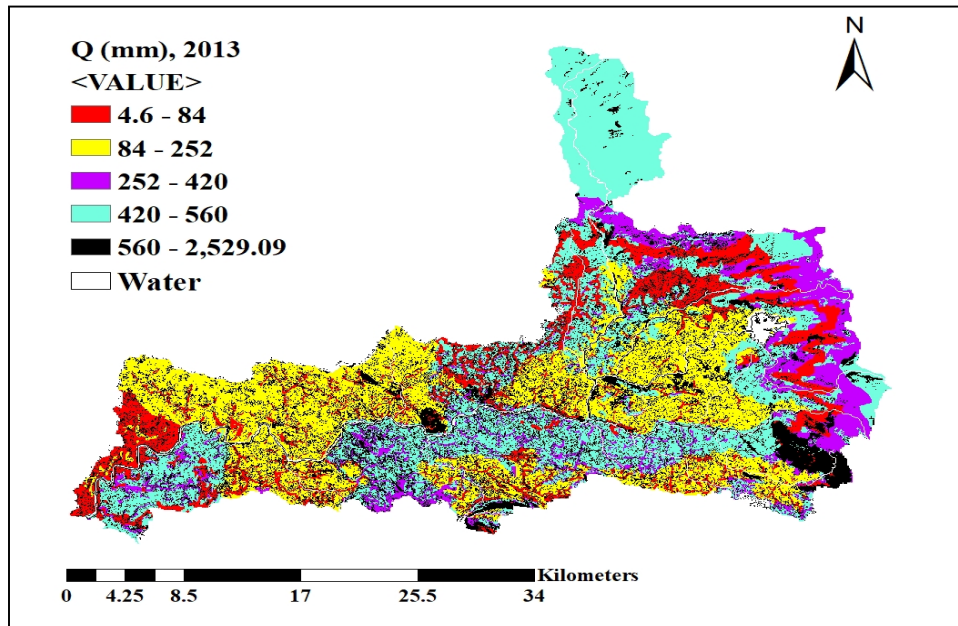 Q (mm), 2013
<VALUE>
4.6 - 84
84 - 252
252 - 420
420 - 560
560 - 2,529.09
Water
N
Kilometers
0 4.25 8.5 17 25.5 34